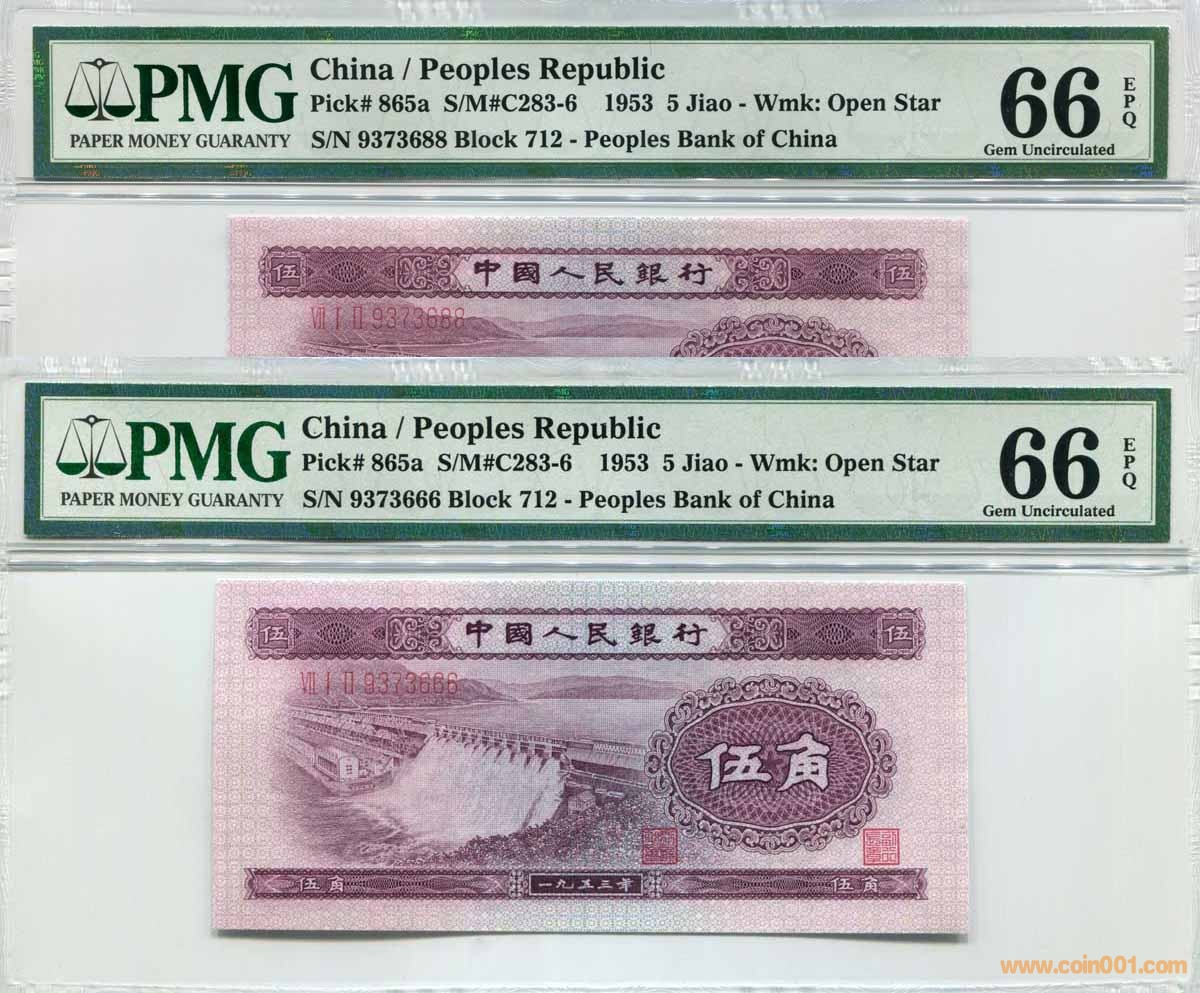 PMG
PAPER MONEY GUARANTY
China / Peoples Republic
Pick# 865a S/M#C283-6 1953 5 Jiao - Wmk: Open Star
S/N 9373688 Block 712 - Peoples Bank of China
66
EPQ
Gem Uncirculated
伍 中國人民銀行 伍
VII I II 9373688
PMG
PAPER MONEY GUARANTY
China / Peoples Republic
Pick# 865a S/M#C283-6 1953 5 Jiao - Wmk: Open Star
S/N 9373666 Block 712 - Peoples Bank of China
66
EPQ
Gem Uncirculated
伍 中國人民銀行 伍
VII I II 9373666
伍角
伍角 一九五三年 伍角
www.coin001.com